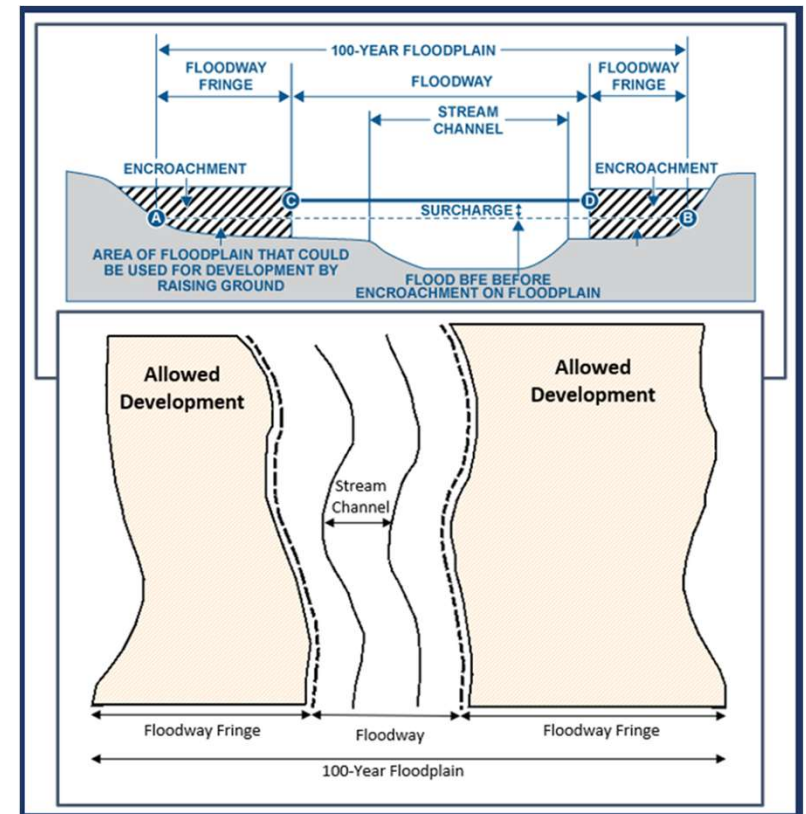 100-YEAR FLOODPLAIN
FLOODWAY
FRINGE
FLOODWAY
FLOODWAY
FRINGE
STREAM
CHANNEL
ENCROACHMENT
ENCROACHMENT
C
D
SURCHARGE
A
B
AREA OF FLOODPLAIN THAT COULD
BE USED FOR DEVELOPMENT BY
RAISING GROUND
FLOOD BFE BEFORE
ENCROACHMENT ON FLOODPLAIN
Allowed
Development
Allowed
Development
Stream
Channel
Floodway Fringe
Floodway
Floodway Fringe
100-Year Floodplain